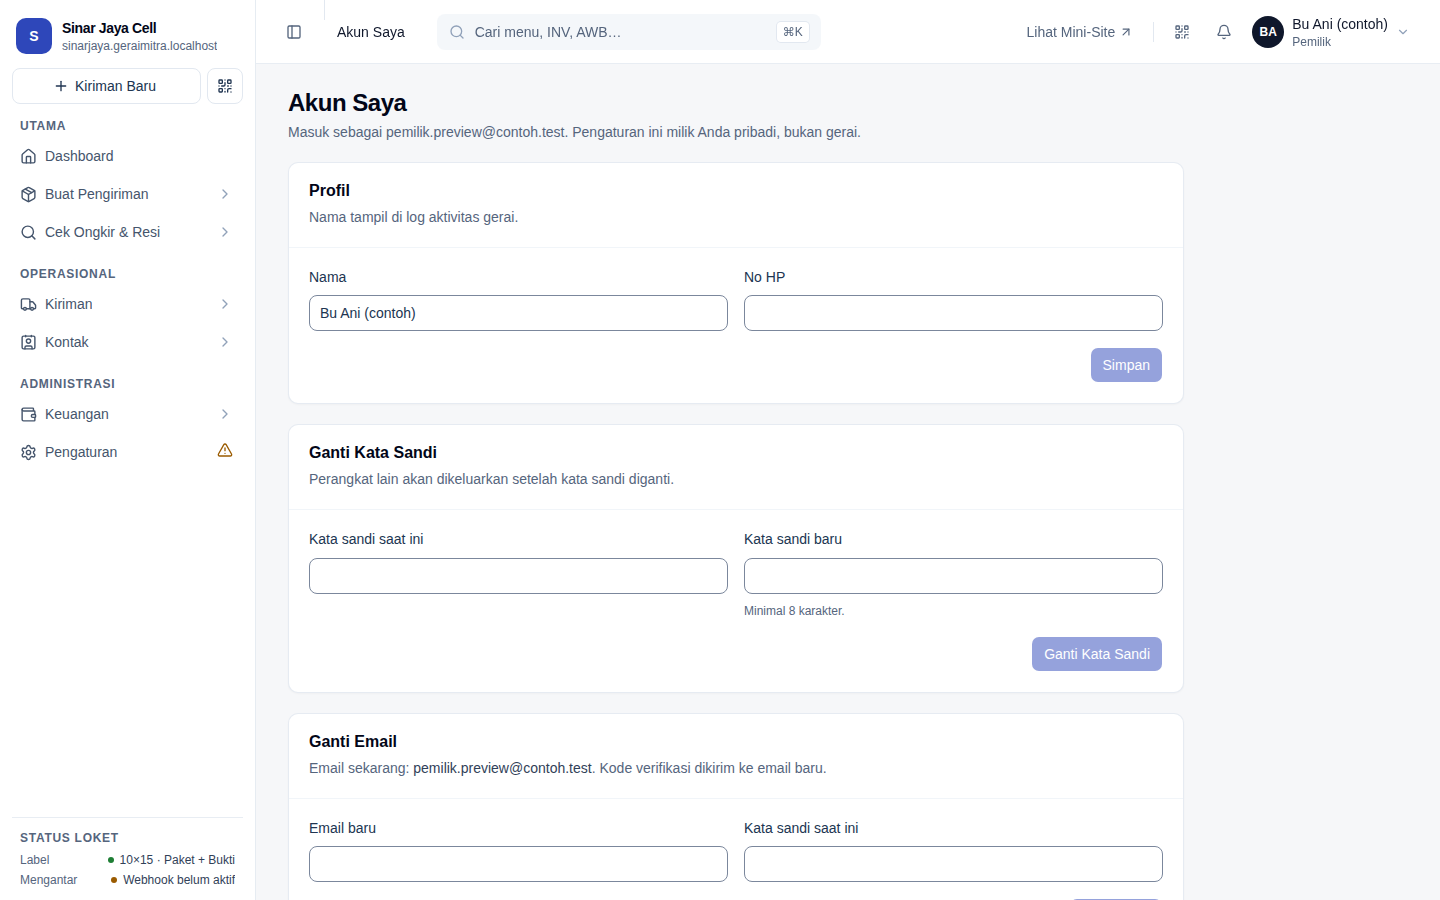 S
Sinar Jaya Cell
sinarjaya.geraimitra.localhost
Kiriman Baru
UTAMA
Dashboard
Buat Pengiriman
Cek Ongkir & Resi
OPERASIONAL
Kiriman
Kontak
ADMINISTRASI
Keuangan
Pengaturan
STATUS LOKET
Label 10×15 · Paket + Bukti
Mengantar Webhook belum aktif
Akun Saya
Cari menu, INV, AWB…
⌘K
Lihat Mini-Site
BA
Bu Ani (contoh)
Pemilik
Akun Saya
Masuk sebagai pemilik.preview@contoh.test. Pengaturan ini milik Anda pribadi, bukan gerai.
Profil
Nama tampil di log aktivitas gerai.
Nama
Bu Ani (contoh)
No HP
Simpan
Ganti Kata Sandi
Perangkat lain akan dikeluarkan setelah kata sandi diganti.
Kata sandi saat ini
Kata sandi baru
Minimal 8 karakter.
Ganti Kata Sandi
Ganti Email
Email sekarang: pemilik.preview@contoh.test. Kode verifikasi dikirim ke email baru.
Email baru
Kata sandi saat ini